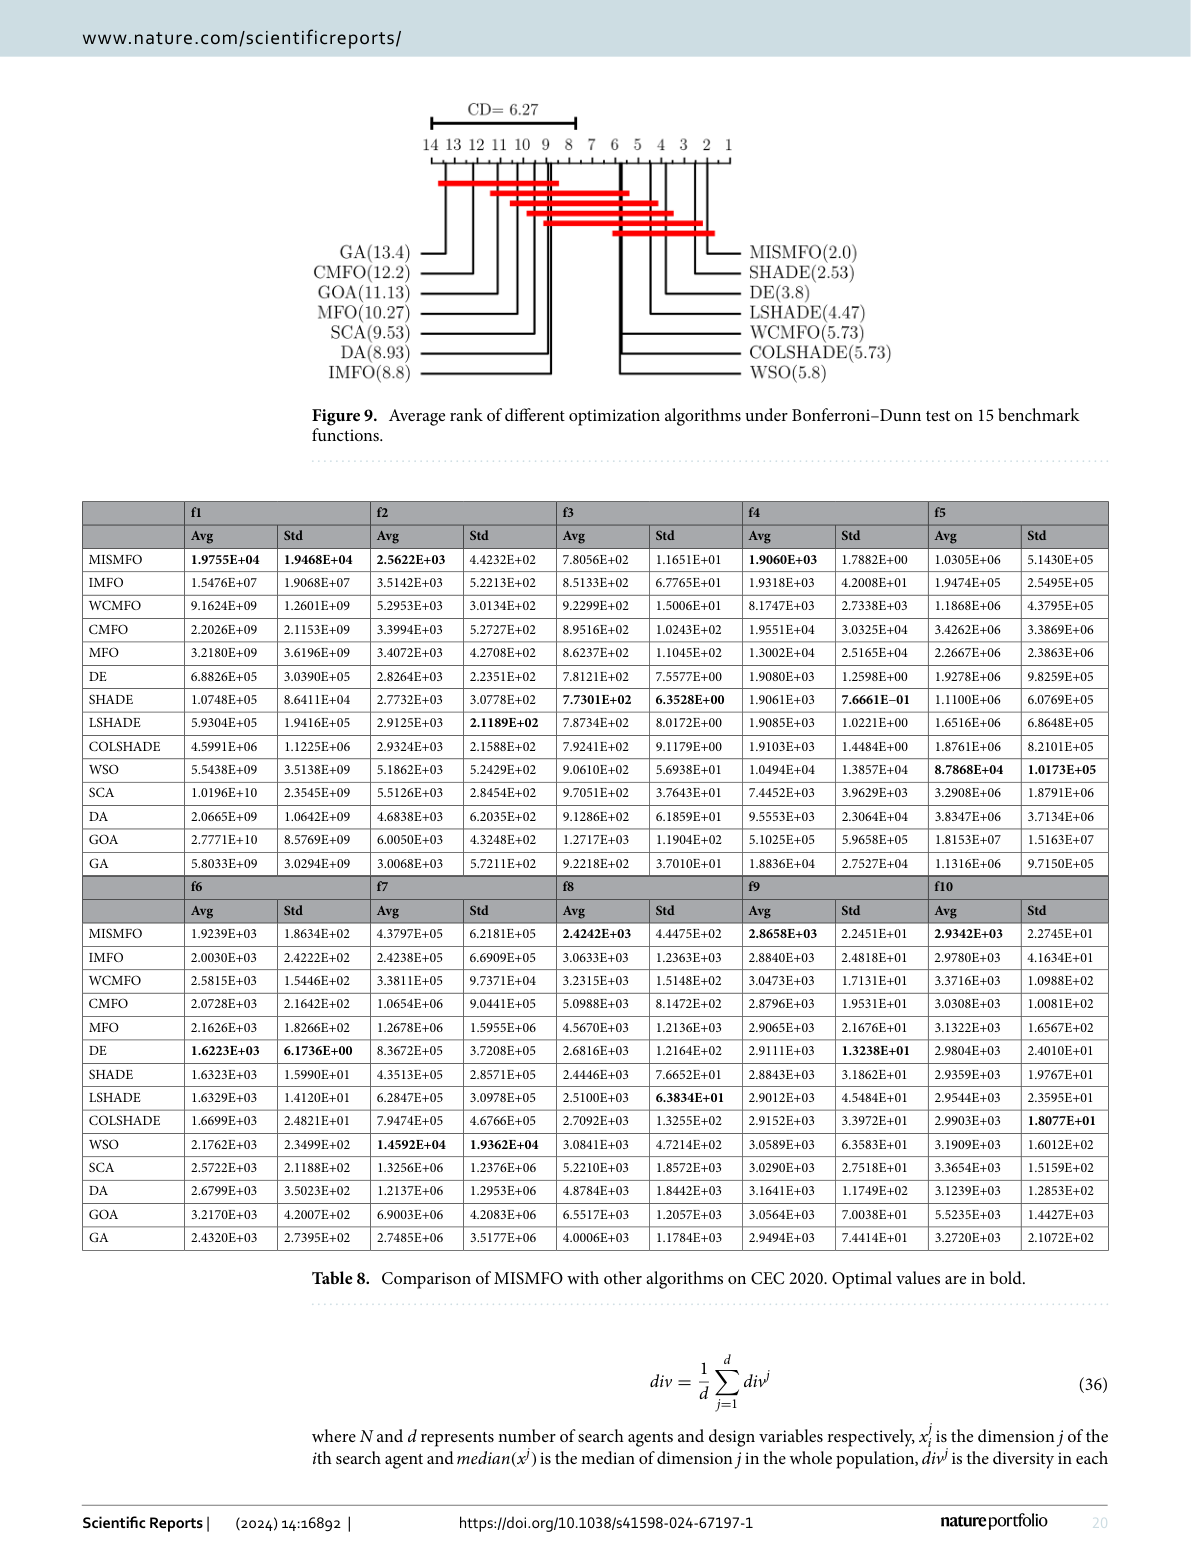 www.nature.com/scientificreports/
CD= 6.27
14 13 12 11 10 9 8 7 6 5 4 3 2 1
GA(13.4)
CMFO(12.2)
GOA(11.13)
MFO(10.27)
SCA(9.53)
DA(8.93)
IMFO(8.8)
MISMFO(2.0)
SHADE(2.53)
DE(3.8)
LSHADE(4.47)
WCMFO(5.73)
COLSHADE(5.73)
WSO(5.8)
Figure 9. Average rank of different optimization algorithms under Bonferroni–Dunn test on 15 benchmark
functions.
f1 f2 f3 f4 f5
Avg Std Avg Std Avg Std Avg Std Avg Std
MISMFO 1.9755E+04 1.9468E+04 2.5622E+03 4.4232E+02 7.8056E+02 1.1651E+01 1.9060E+03 1.7882E+00 1.0305E+06 5.1430E+05
IMFO 1.5476E+07 1.9068E+07 3.5142E+03 5.2213E+02 8.5133E+02 6.7765E+01 1.9318E+03 4.2008E+01 1.9474E+05 2.5495E+05
WCMFO 9.1624E+09 1.2601E+09 5.2953E+03 3.0134E+02 9.2299E+02 1.5006E+01 8.1747E+03 2.7338E+03 1.1868E+06 4.3795E+05
CMFO 2.2026E+09 2.1153E+09 3.3994E+03 5.2727E+02 8.9516E+02 1.0243E+02 1.9551E+04 3.0325E+04 3.4262E+06 3.3869E+06
MFO 3.2180E+09 3.6196E+09 3.4072E+03 4.2708E+02 8.6237E+02 1.1045E+02 1.3002E+04 2.5165E+04 2.2667E+06 2.3863E+06
DE 6.8826E+05 3.0390E+05 2.8264E+03 2.2351E+02 7.8121E+02 7.5577E+00 1.9080E+03 1.2598E+00 1.9278E+06 9.8259E+05
SHADE 1.0748E+05 8.6411E+04 2.7732E+03 3.0778E+02 7.7301E+02 6.3528E+00 1.9061E+03 7.6661E−01 1.1100E+06 6.0769E+05
LSHADE 5.9304E+05 1.9416E+05 2.9125E+03 2.1189E+02 7.8734E+02 8.0172E+00 1.9085E+03 1.0221E+00 1.6516E+06 6.8648E+05
COLSHADE 4.5991E+06 1.1225E+06 2.9324E+03 2.1588E+02 7.9241E+02 9.1179E+00 1.9103E+03 1.4484E+00 1.8761E+06 8.2101E+05
WSO 5.5438E+09 3.5138E+09 5.1862E+03 5.2429E+02 9.0610E+02 5.6938E+01 1.0494E+04 1.3857E+04 8.7868E+04 1.0173E+05
SCA 1.0196E+10 2.3545E+09 5.5126E+03 2.8454E+02 9.7051E+02 3.7643E+01 7.4452E+03 3.9629E+03 3.2908E+06 1.8791E+06
DA 2.0665E+09 1.0642E+09 4.6838E+03 6.2035E+02 9.1286E+02 6.1859E+01 9.5553E+03 2.3064E+04 3.8347E+06 3.7134E+06
GOA 2.7771E+10 8.5769E+09 6.0050E+03 4.3248E+02 1.2717E+03 1.1904E+02 5.1025E+05 5.9658E+05 1.8153E+07 1.5163E+07
GA 5.8033E+09 3.0294E+09 3.0068E+03 5.7211E+02 9.2218E+02 3.7010E+01 1.8836E+04 2.7527E+04 1.1316E+06 9.7150E+05
f6 f7 f8 f9 f10
Avg Std Avg Std Avg Std Avg Std Avg Std
MISMFO 1.9239E+03 1.8634E+02 4.3797E+05 6.2181E+05 2.4242E+03 4.4475E+02 2.8658E+03 2.2451E+01 2.9342E+03 2.2745E+01
IMFO 2.0030E+03 2.4222E+02 2.4238E+05 6.6909E+05 3.0633E+03 1.2363E+03 2.8840E+03 2.4818E+01 2.9780E+03 4.1634E+01
WCMFO 2.5815E+03 1.5446E+02 3.3811E+05 9.7371E+04 3.2315E+03 1.5148E+02 3.0473E+03 1.7131E+01 3.3716E+03 1.0988E+02
CMFO 2.0728E+03 2.1642E+02 1.0654E+06 9.0441E+05 5.0988E+03 8.1472E+02 2.8796E+03 1.9531E+01 3.0308E+03 1.0081E+02
MFO 2.1626E+03 1.8266E+02 1.2678E+06 1.5955E+06 4.5670E+03 1.2136E+03 2.9065E+03 2.1676E+01 3.1322E+03 1.6567E+02
DE 1.6223E+03 6.1736E+00 8.3672E+05 3.7208E+05 2.6816E+03 1.2164E+02 2.9111E+03 1.3238E+01 2.9804E+03 2.4010E+01
SHADE 1.6323E+03 1.5990E+01 4.3513E+05 2.8571E+05 2.4446E+03 7.6652E+01 2.8843E+03 3.1862E+01 2.9359E+03 1.9767E+01
LSHADE 1.6329E+03 1.4120E+01 6.2847E+05 3.0978E+05 2.5100E+03 6.3834E+01 2.9012E+03 4.5484E+01 2.9544E+03 2.3595E+01
COLSHADE 1.6699E+03 2.4821E+01 7.9474E+05 4.6766E+05 2.7092E+03 1.3255E+02 2.9152E+03 3.3972E+01 2.9903E+03 1.8077E+01
WSO 2.1762E+03 2.3499E+02 1.4592E+04 1.9362E+04 3.0841E+03 4.7214E+02 3.0589E+03 6.3583E+01 3.1909E+03 1.6012E+02
SCA 2.5722E+03 2.1188E+02 1.3256E+06 1.2376E+06 5.2210E+03 1.8572E+03 3.0290E+03 2.7518E+01 3.3654E+03 1.5159E+02
DA 2.6799E+03 3.5023E+02 1.2137E+06 1.2953E+06 4.8784E+03 1.8442E+03 3.1641E+03 1.1749E+02 3.1239E+03 1.2853E+02
GOA 3.2170E+03 4.2007E+02 6.9003E+06 4.2083E+06 6.5517E+03 1.2057E+03 3.0564E+03 7.0038E+01 5.5235E+03 1.4427E+03
GA 2.4320E+03 2.7395E+02 2.7485E+06 3.5177E+06 4.0006E+03 1.1784E+03 2.9494E+03 7.4414E+01 3.2720E+03 2.1072E+02
Table 8. Comparison of MISMFO with other algorithms on CEC 2020. Optimal values are in bold.
div = 1/d ∑_{j=1}^{d} div^j (36)
where N and d represents number of search agents and design variables respectively, x_i^j is the dimension j of the
ith search agent and median(x^j) is the median of dimension j in the whole population, div^j is the diversity in each
Scientific Reports | (2024) 14:16892 | https://doi.org/10.1038/s41598-024-67197-1 natureportfolio 20